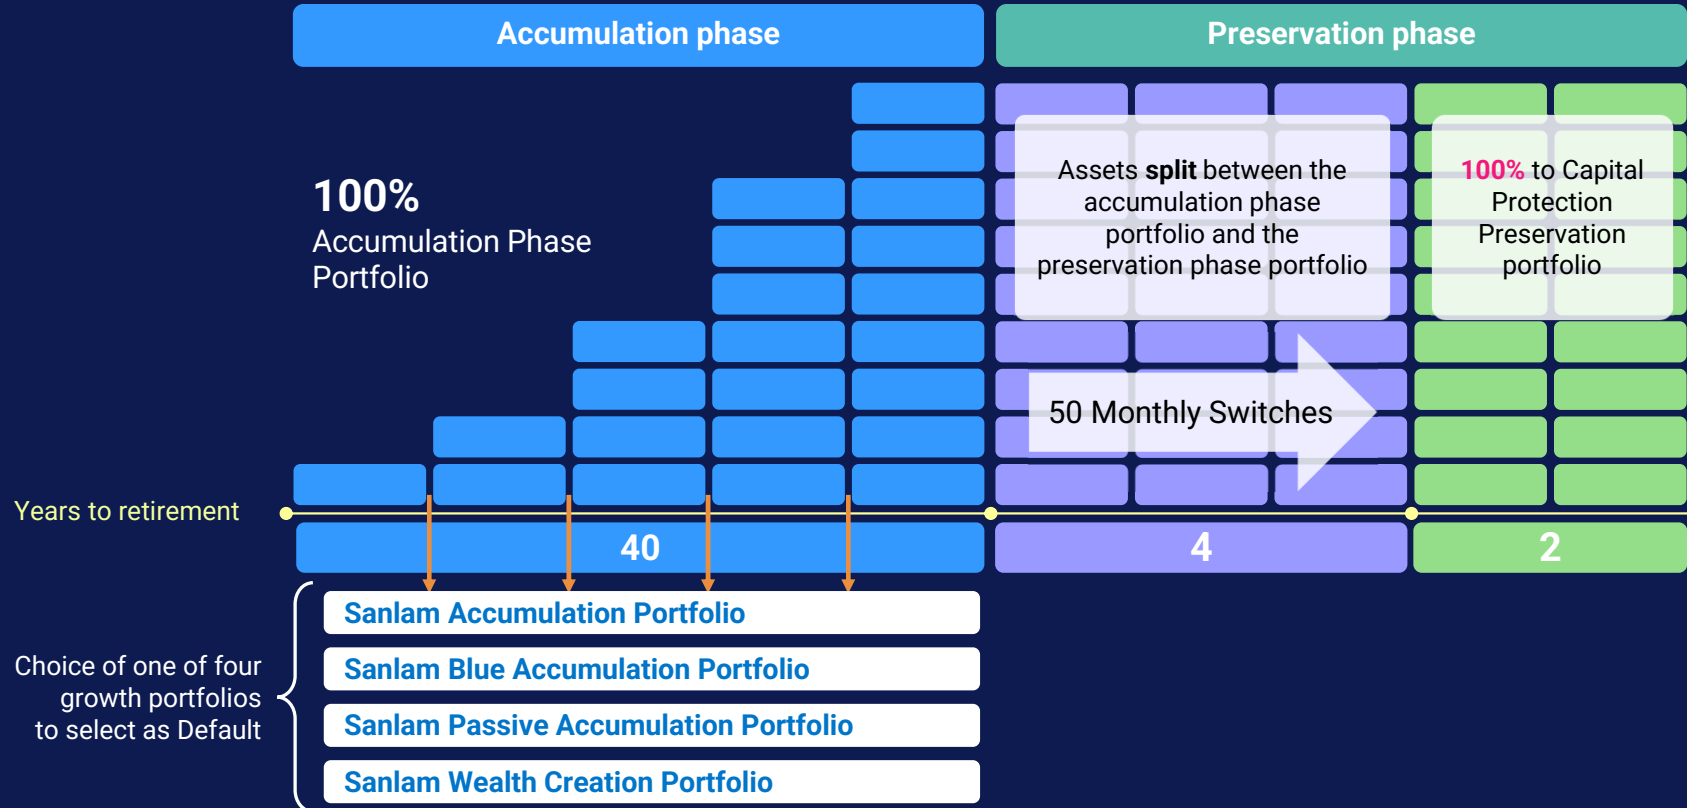 Accumulation phase
Preservation phase
100%
Accumulation Phase
Portfolio
Assets split between the
accumulation phase
portfolio and the
preservation phase portfolio
100% to Capital
Protection
Preservation
portfolio
50 Monthly Switches
Years to retirement
40
4
2
Choice of one of four
growth portfolios
to select as Default
Sanlam Accumulation Portfolio
Sanlam Blue Accumulation Portfolio
Sanlam Passive Accumulation Portfolio
Sanlam Wealth Creation Portfolio